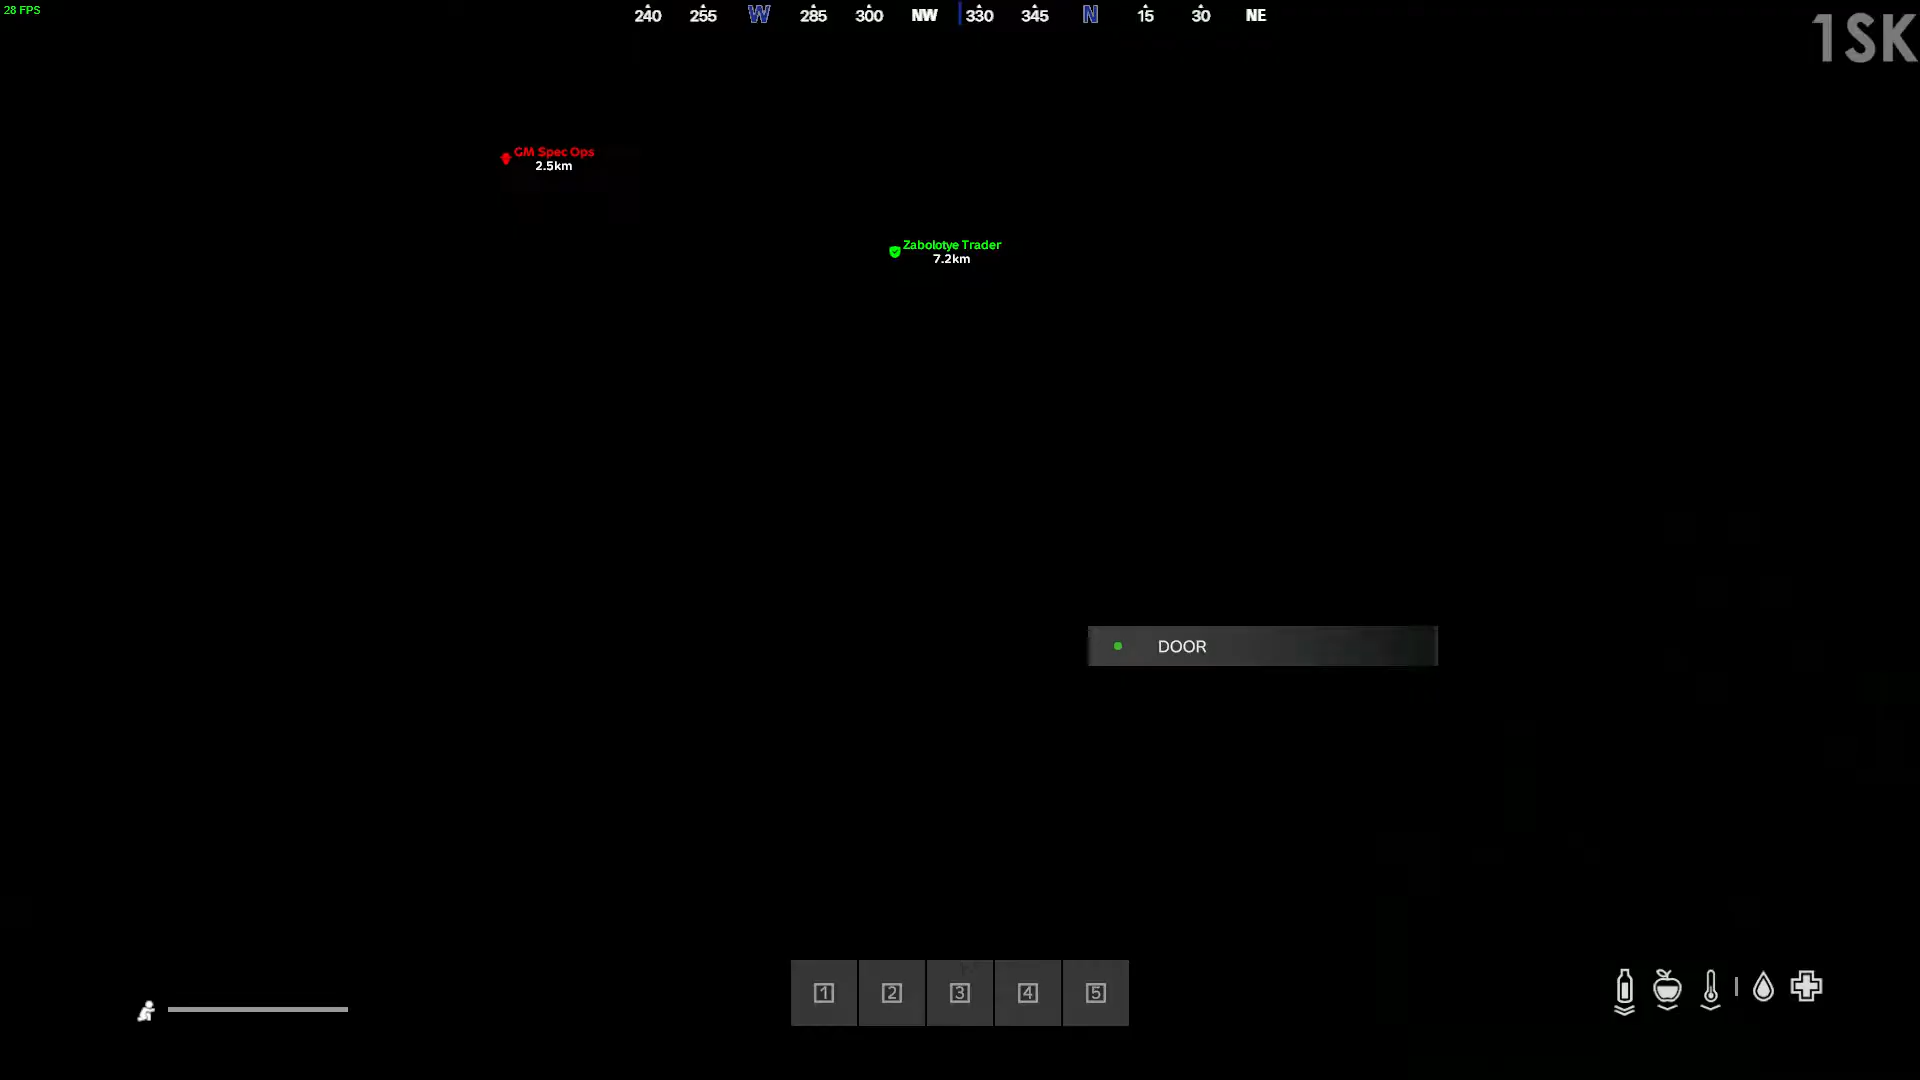 28 FPS
240 255 W 285 300 NW 330 345 N 15 30 NE
1SK
GM Spec Ops
2.5km
Zabolotye Trader
7.2km
DOOR
1 2 3 4 5